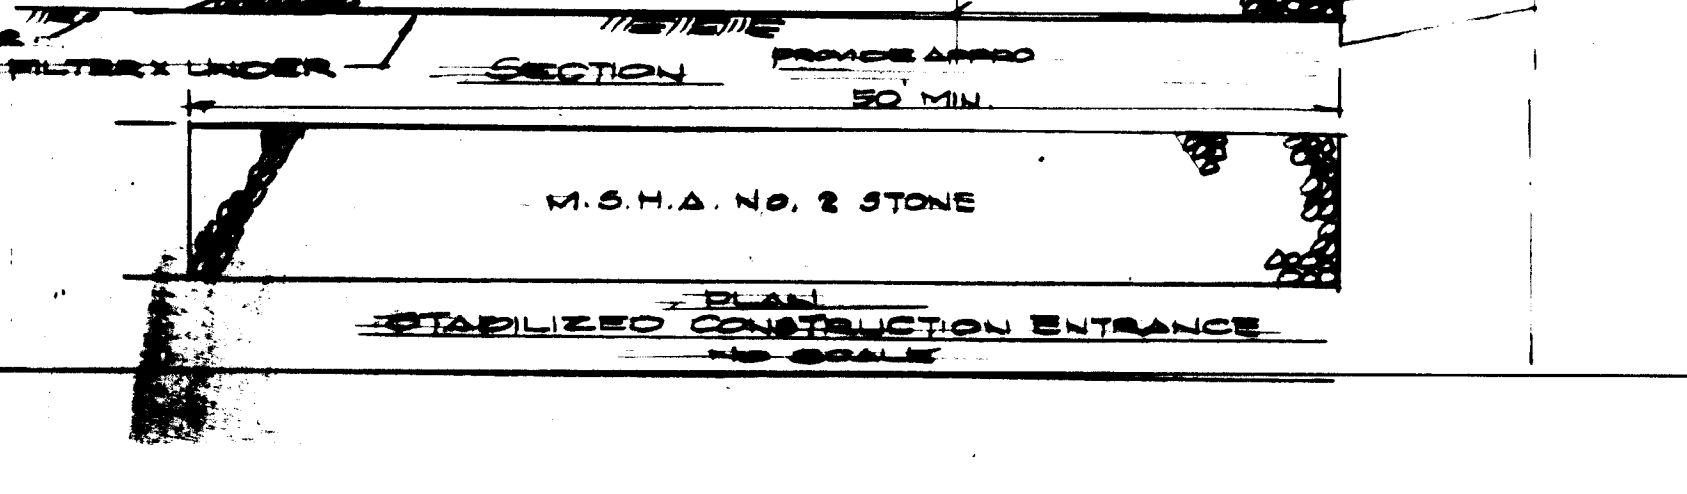 FILTER X UNDER
SECTION
PROVIDE APPRO
50' MIN.
M.S.H.A. NO. 2 STONE
PLAN
STABILIZED CONSTRUCTION ENTRANCE
NO SCALE